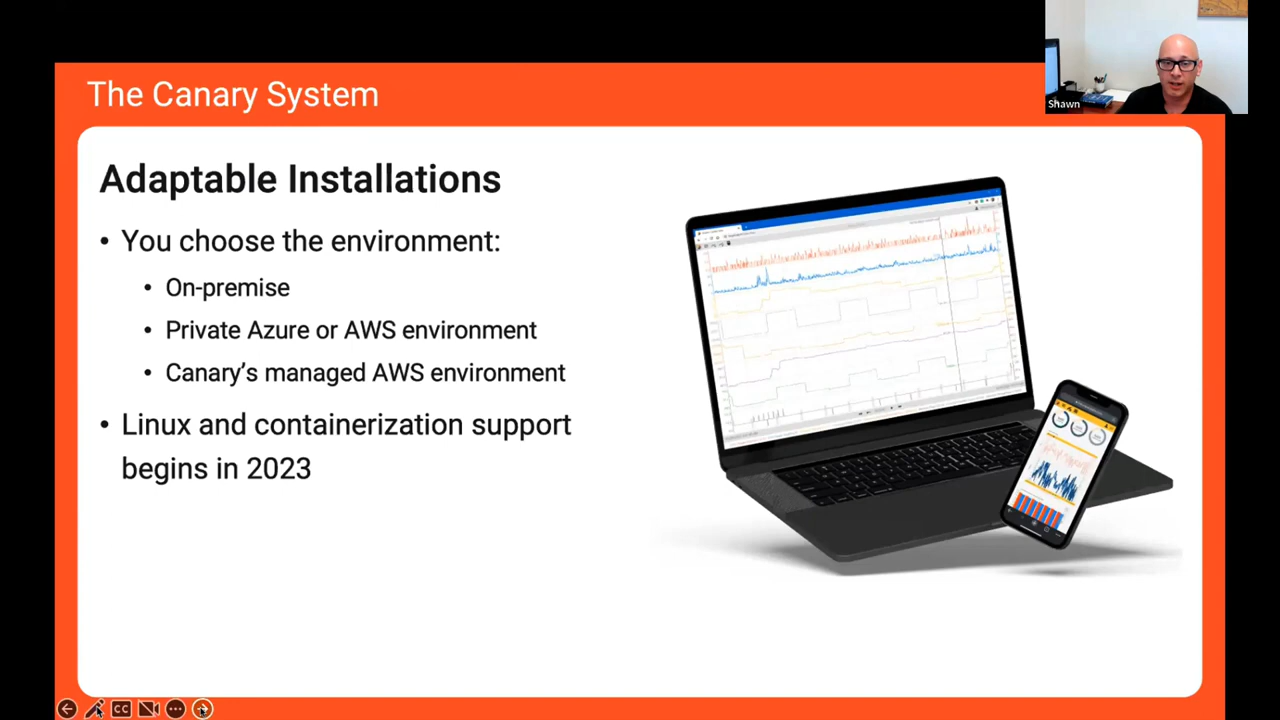 The Canary System
Shawn
Adaptable Installations
• You choose the environment:
• On-premise
• Private Azure or AWS environment
• Canary’s managed AWS environment
• Linux and containerization support
begins in 2023
CC